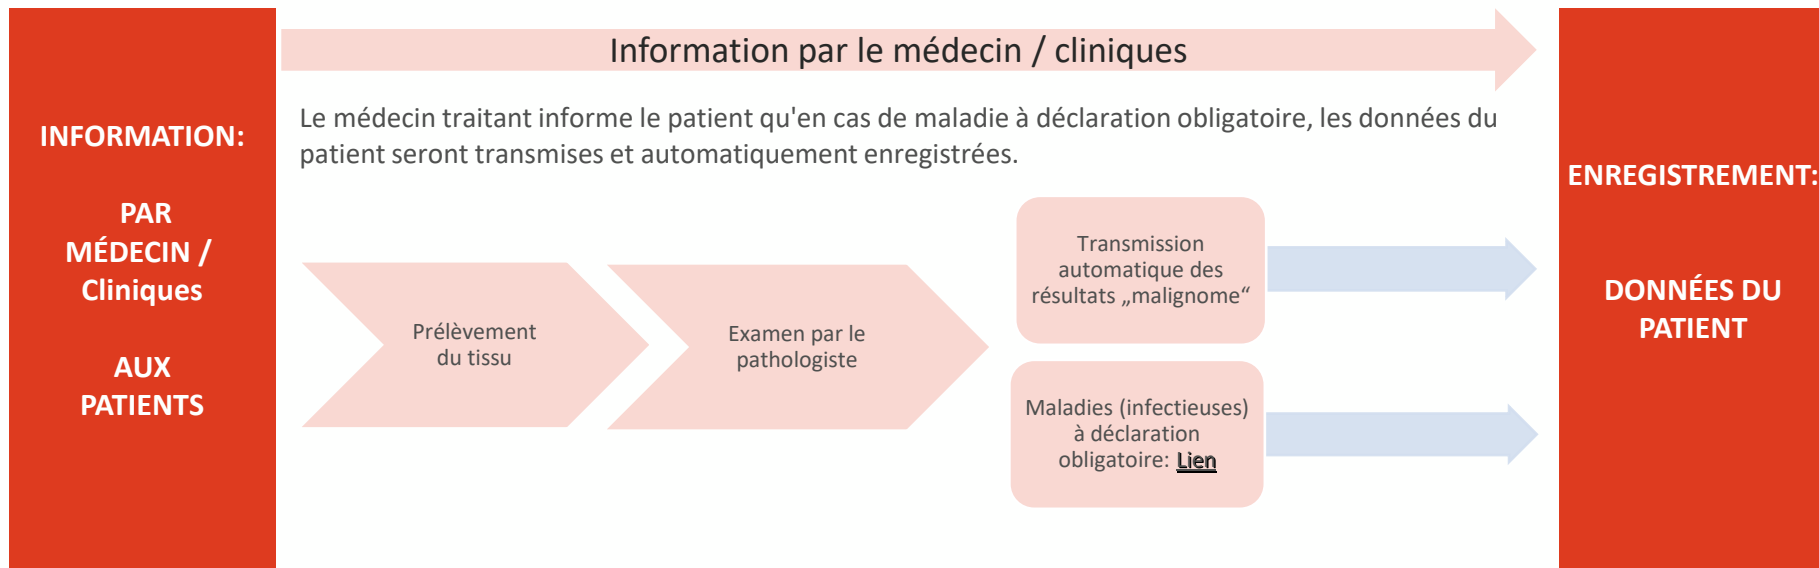 INFORMATION:
PAR
MÉDECIN /
Cliniques
AUX
PATIENTS
Information par le médecin / cliniques
Le médecin traitant informe le patient qu'en cas de maladie à déclaration obligatoire, les données du
patient seront transmises et automatiquement enregistrées.
Prélèvement
du tissu
Examen par le
pathologiste
Transmission
automatique des
résultats „malignome“
Maladies (infectieuses)
à déclaration
obligatoire: Lien
ENREGISTREMENT:
DONNÉES DU
PATIENT